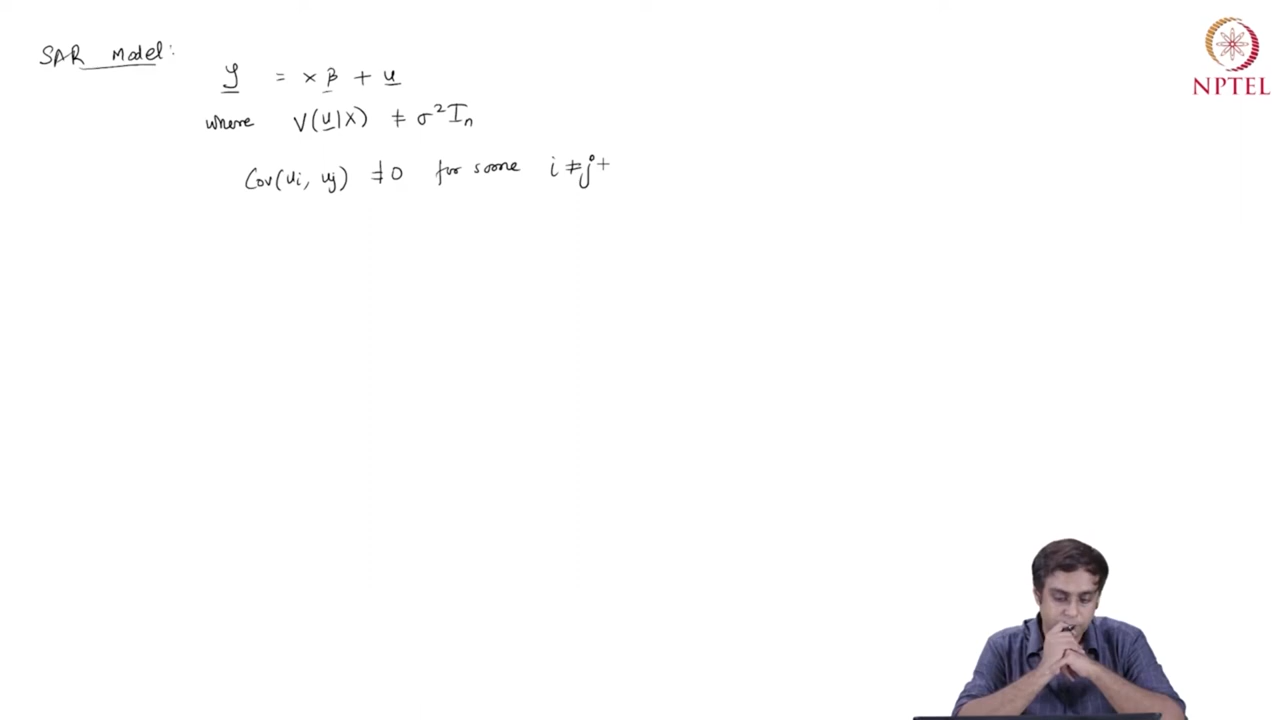 SAR Model:
y = Xβ + u
where V(u|X) ≠ σ²Iₙ
Cov(uᵢ, uⱼ) ≠ 0 for some i ≠ j
NPTEL